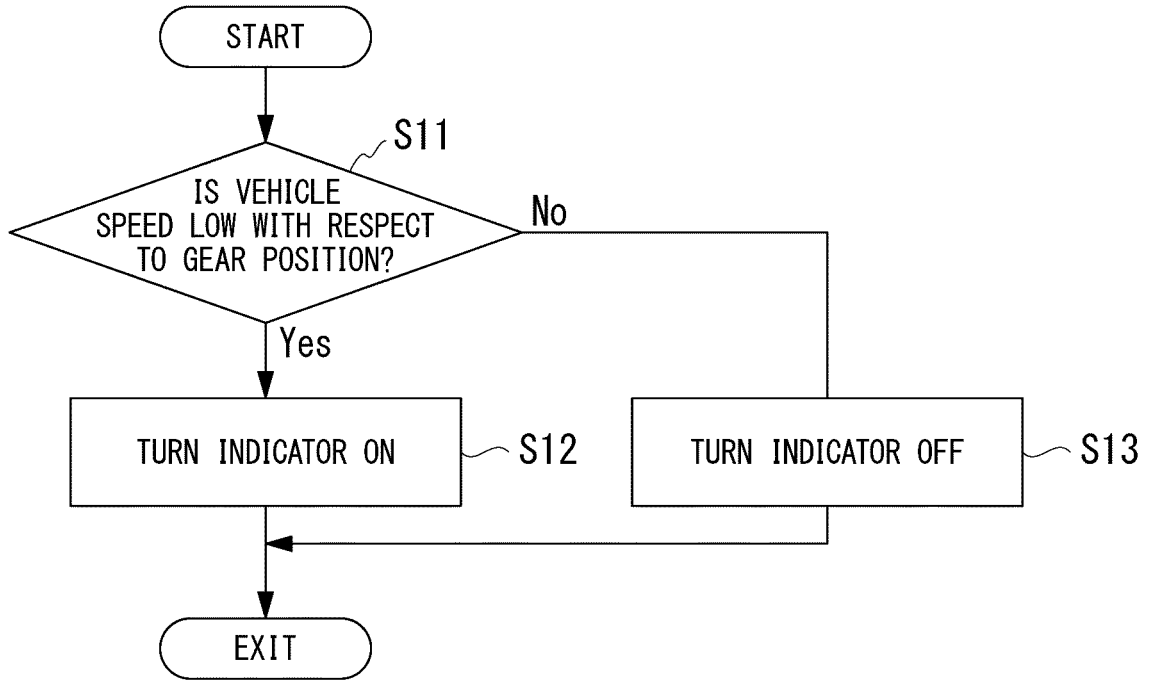 START
S11
IS VEHICLE
SPEED LOW WITH RESPECT
TO GEAR POSITION?
No
Yes
TURN INDICATOR ON
S12
TURN INDICATOR OFF
S13
EXIT